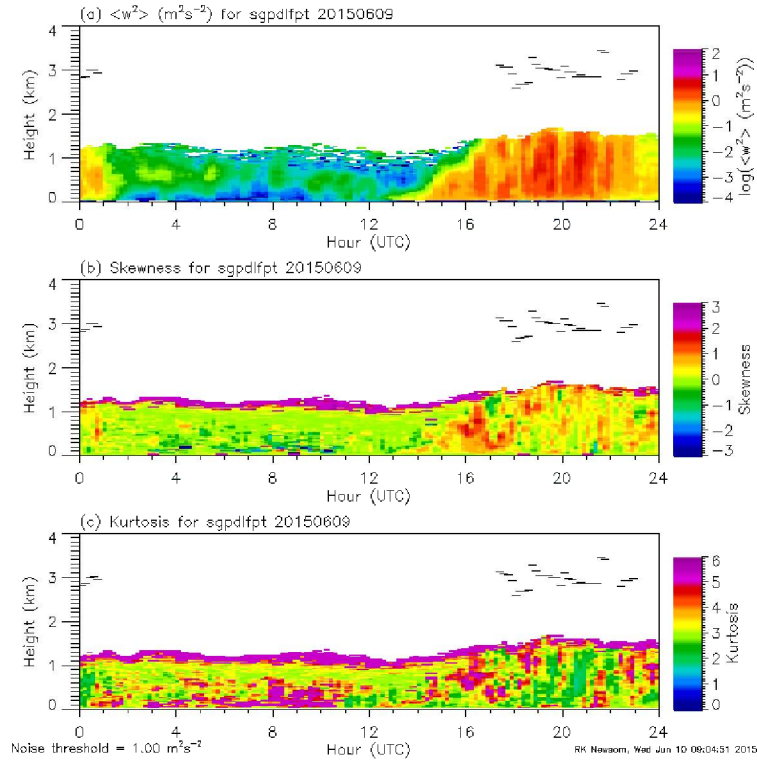 (a) <w²> (m²s⁻²) for sgpdlfpt 20150609
4
3
2
1
0
Height (km)
0 4 8 12 16 20 24
Hour (UTC)
2
1
0
−1
−2
−3
−4
log(<w²> (m²s⁻²))
(b) Skewness for sgpdlfpt 20150609
4
3
2
1
0
Height (km)
0 4 8 12 16 20 24
Hour (UTC)
3
2
1
0
−1
−2
−3
Skewness
(c) Kurtosis for sgpdlfpt 20150609
4
3
2
1
0
Height (km)
0 4 8 12 16 20 24
Hour (UTC)
6
5
4
3
2
1
0
Kurtosis
Noise threshold = 1.00 m²s⁻²
RK Newsom, Wed Jun 10 09:04:51 2015